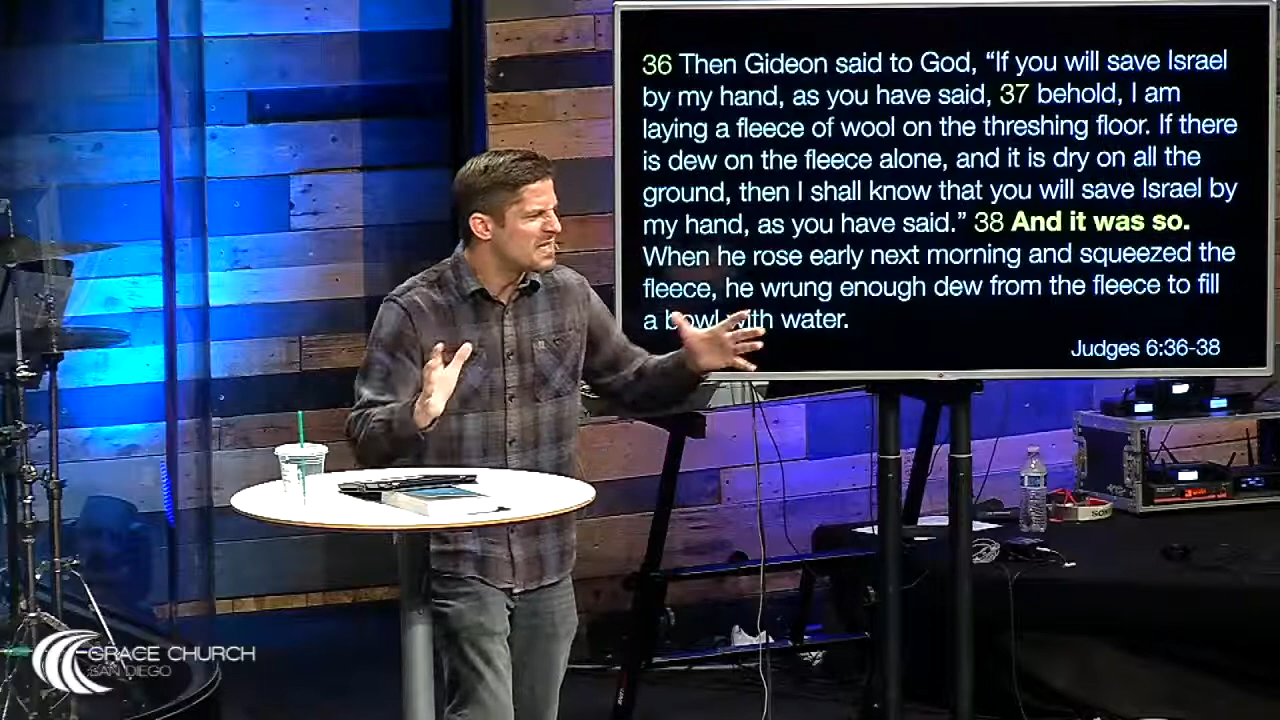 36 Then Gideon said to God, “If you will save Israel
by my hand, as you have said, 37 behold, I am
laying a fleece of wool on the threshing floor. If there
is dew on the fleece alone, and it is dry on all the
ground, then I shall know that you will save Israel by
my hand, as you have said.” 38 And it was so.
When he rose early next morning and squeezed the
fleece, he wrung enough dew from the fleece to fill
a bowl with water.
Judges 6:36-38
SONY
GRACE CHURCH
SAN DIEGO